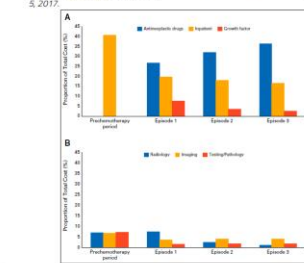 5, 2017.
A
Proportion of Total Cost (%)
45
40
35
30
25
20
15
10
5
0
Antineoplastic drugs
Inpatient
Growth factor
Prechemotherapy period
Episode 1
Episode 2
Episode 3
B
Proportion of Total Cost (%)
45
40
35
30
25
20
15
10
5
0
Radiology
Imaging
Testing/Pathology
Prechemotherapy period
Episode 1
Episode 2
Episode 3